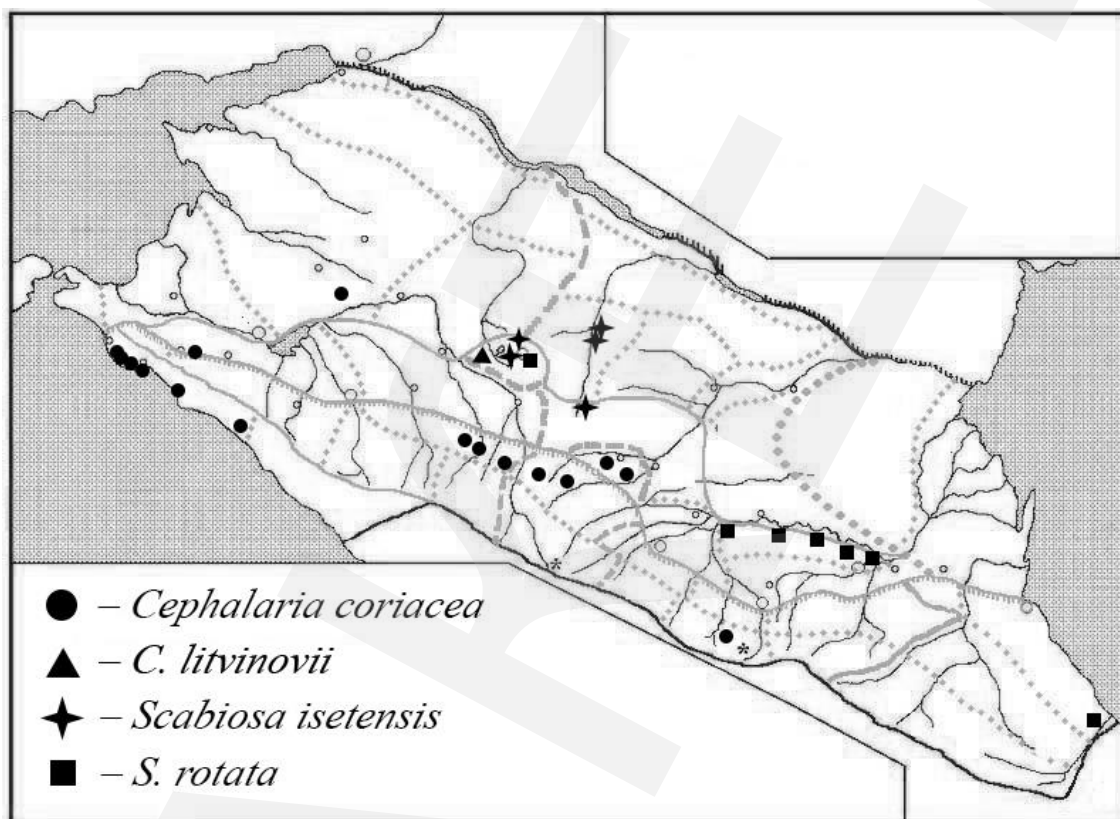 – Cephalaria coriacea
– C. litvinovii
– Scabiosa isetensis
– S. rotata